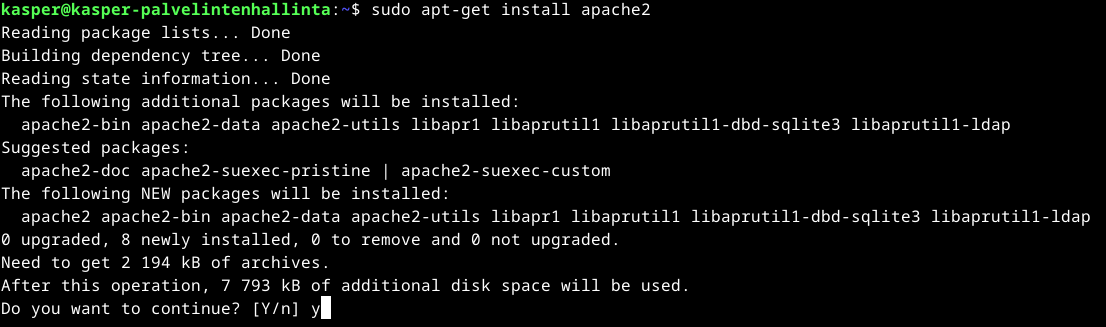 kasper@kasper-palvelintenhallinta:~$ sudo apt-get install apache2
Reading package lists... Done
Building dependency tree... Done
Reading state information... Done
The following additional packages will be installed:
  apache2-bin apache2-data apache2-utils libapr1 libaprutil1 libaprutil1-dbd-sqlite3 libaprutil1-ldap
Suggested packages:
  apache2-doc apache2-suexec-pristine | apache2-suexec-custom
The following NEW packages will be installed:
  apache2 apache2-bin apache2-data apache2-utils libapr1 libaprutil1 libaprutil1-dbd-sqlite3 libaprutil1-ldap
0 upgraded, 8 newly installed, 0 to remove and 0 not upgraded.
Need to get 2 194 kB of archives.
After this operation, 7 793 kB of additional disk space will be used.
Do you want to continue? [Y/n] y